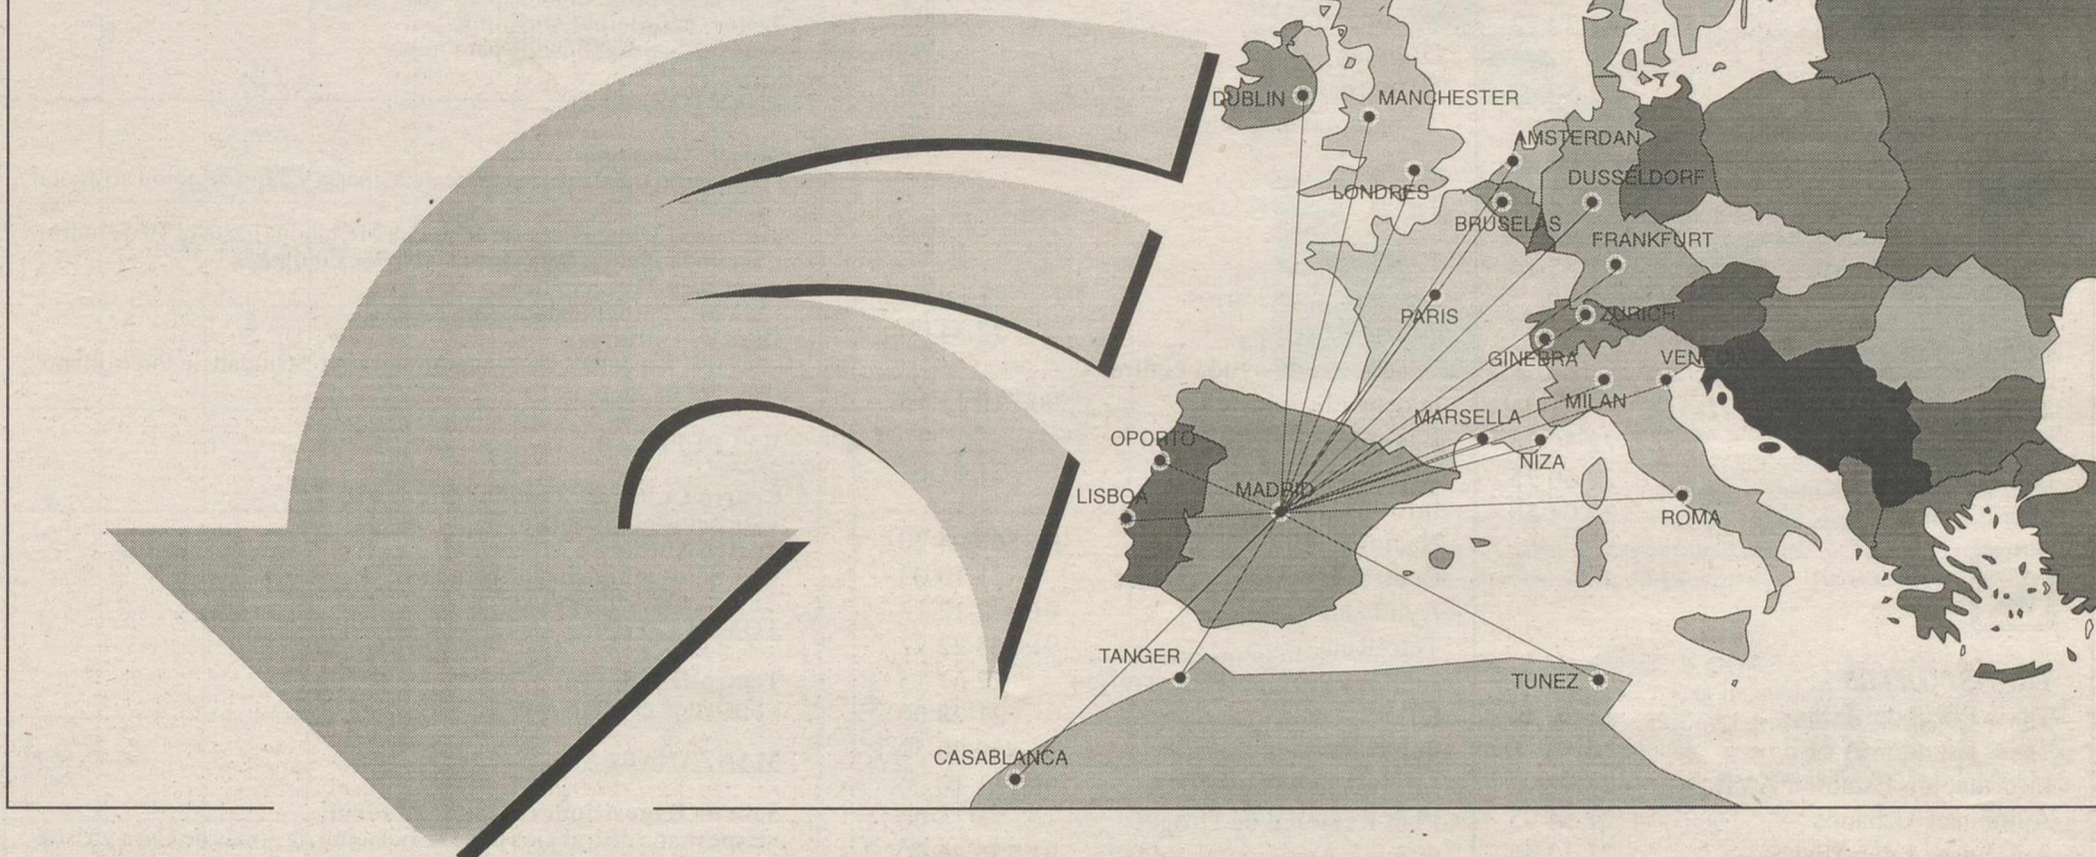 DUBLIN
MANCHESTER
AMSTERDAN
DUSSELDORF
LONDRES
BRUSELAS
FRANKFURT
PARIS
ZURICH
GINEBRA
VENECIA
MILAN
MARSELLA
OPORTO
NIZA
LISBOA
MADRID
ROMA
TANGER
TUNEZ
CASABLANCA